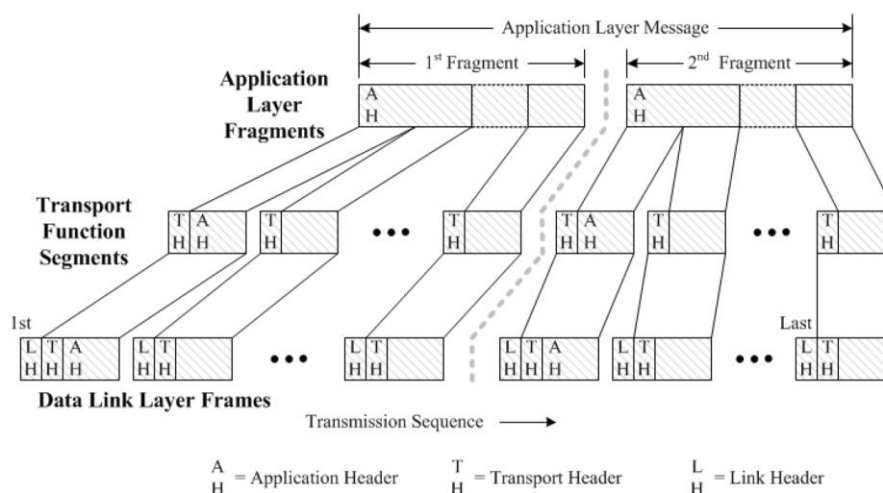 Application Layer Message
1st Fragment
2nd Fragment
Application
Layer
Fragments
A
H
A
H
Transport
Function
Segments
T A
H H
T
H
T
H
T A
H H
T
H
T
H
1st
Last
L T A
H H H
L T
H H
L T
H H
L T A
H H H
L T
H H
L T
H H
Data Link Layer Frames
Transmission Sequence
A
H = Application Header
T
H = Transport Header
L
H = Link Header